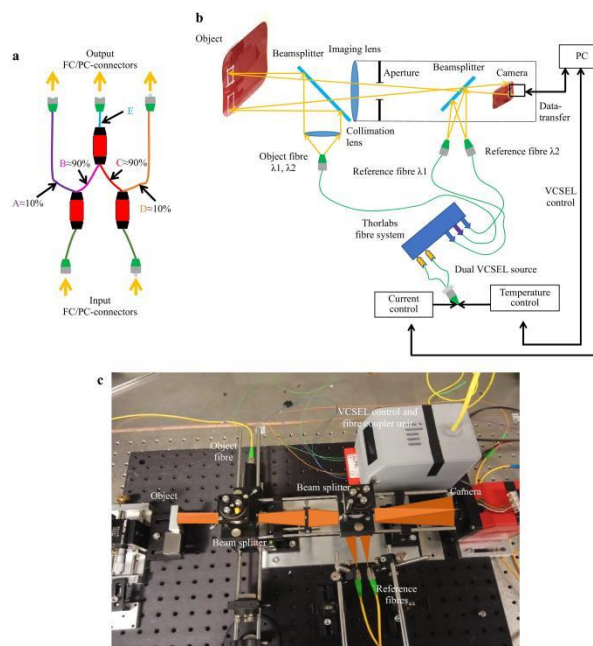 a
Output
FC/PC-connectors
E
B≈90%
C≈90%
A≈10%
D≈10%
Input
FC/PC-connectors
b
Object
Beamsplitter
Imaging lens
Aperture
Beamsplitter
Camera
PC
Data-
transfer
Collimation
lens
Object fibre
λ1, λ2
Reference fibre λ1
Reference fibre λ2
VCSEL
control
Thorlabs
fibre system
Dual VCSEL source
Current
control
Temperature
control
c
VCSEL control and
fibre coupler unit
Object
fibre
Beam splitter
Camera
Object
Beam splitter
Reference
fibres